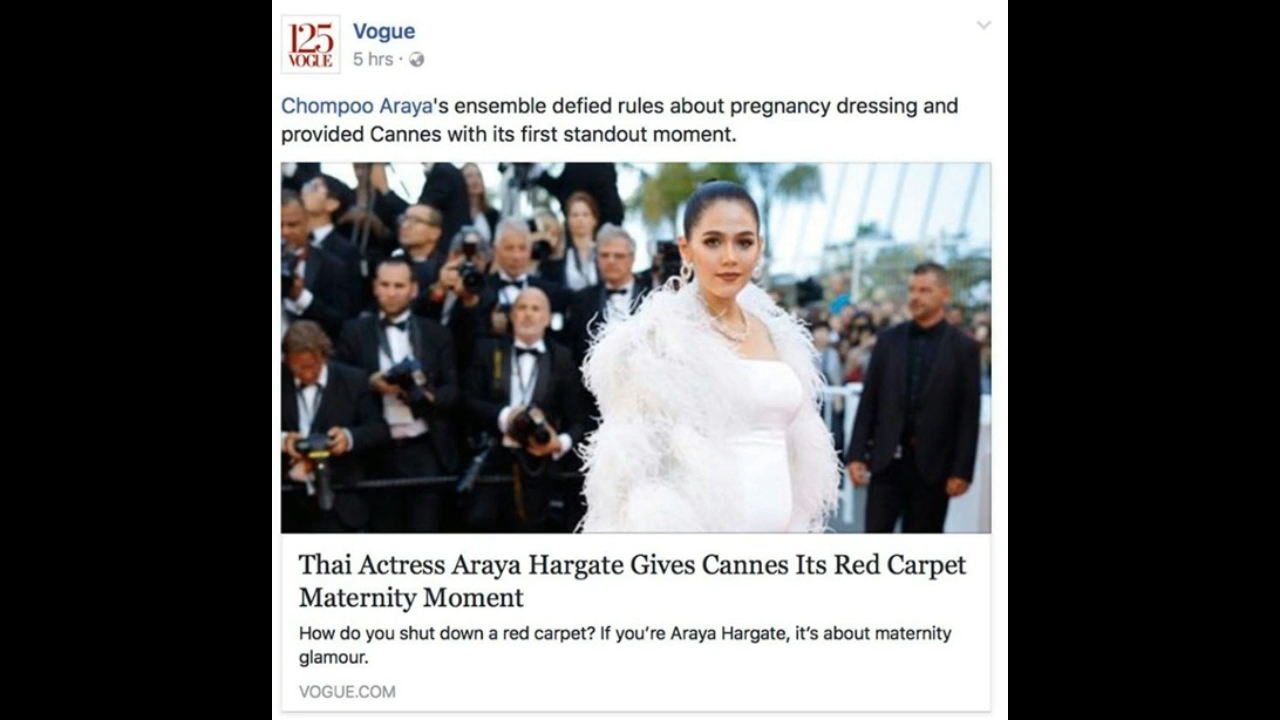 125
VOGUE
Vogue
5 hrs ·
Chompoo Araya's ensemble defied rules about pregnancy dressing and
provided Cannes with its first standout moment.
Thai Actress Araya Hargate Gives Cannes Its Red Carpet
Maternity Moment
How do you shut down a red carpet? If you’re Araya Hargate, it’s about maternity
glamour.
VOGUE.COM